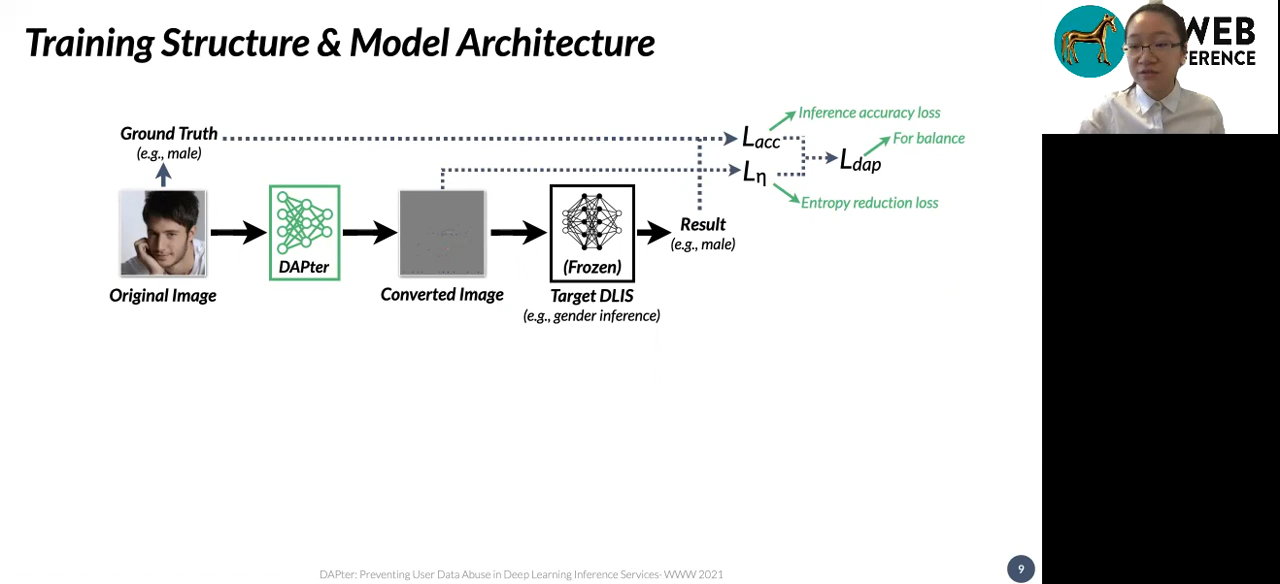 Training Structure & Model Architecture
WEB
FERENCE
Ground Truth
(e.g., male)
Lacc
Inference accuracy loss
For balance
Ldap
Lη
Entropy reduction loss
DAPter
(Frozen)
Result
(e.g., male)
Original Image
Converted Image
Target DLIS
(e.g., gender inference)
DAPter: Preventing User Data Abuse in Deep Learning Inference Services- WWW 2021
9